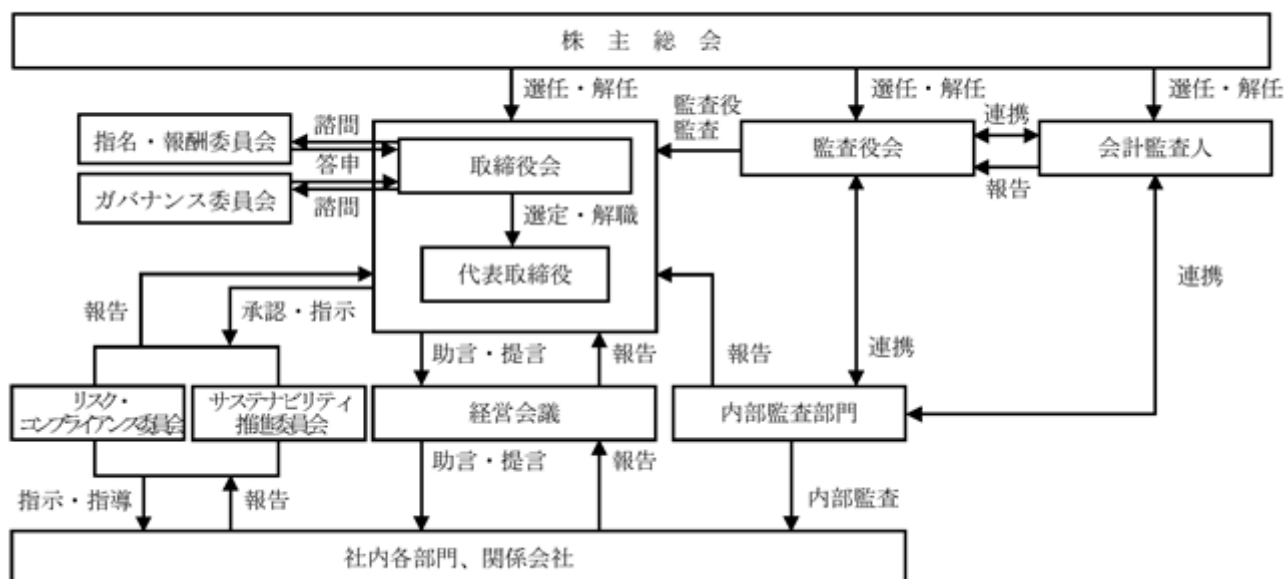 株 主 総 会
選任・解任
選任・解任
選任・解任
指名・報酬委員会
諮問
答申
ガバナンス委員会
諮問
取締役会
選定・解職
代表取締役
監査役
監査
監査役会
連携
報告
会計監査人
報告
承認・指示
助言・提言
報告
報告
連携
連携
リスク・
コンプライアンス委員会
サステナビリティ
推進委員会
経営会議
内部監査部門
指示・指導
報告
助言・提言
報告
内部監査
社内各部門、関係会社